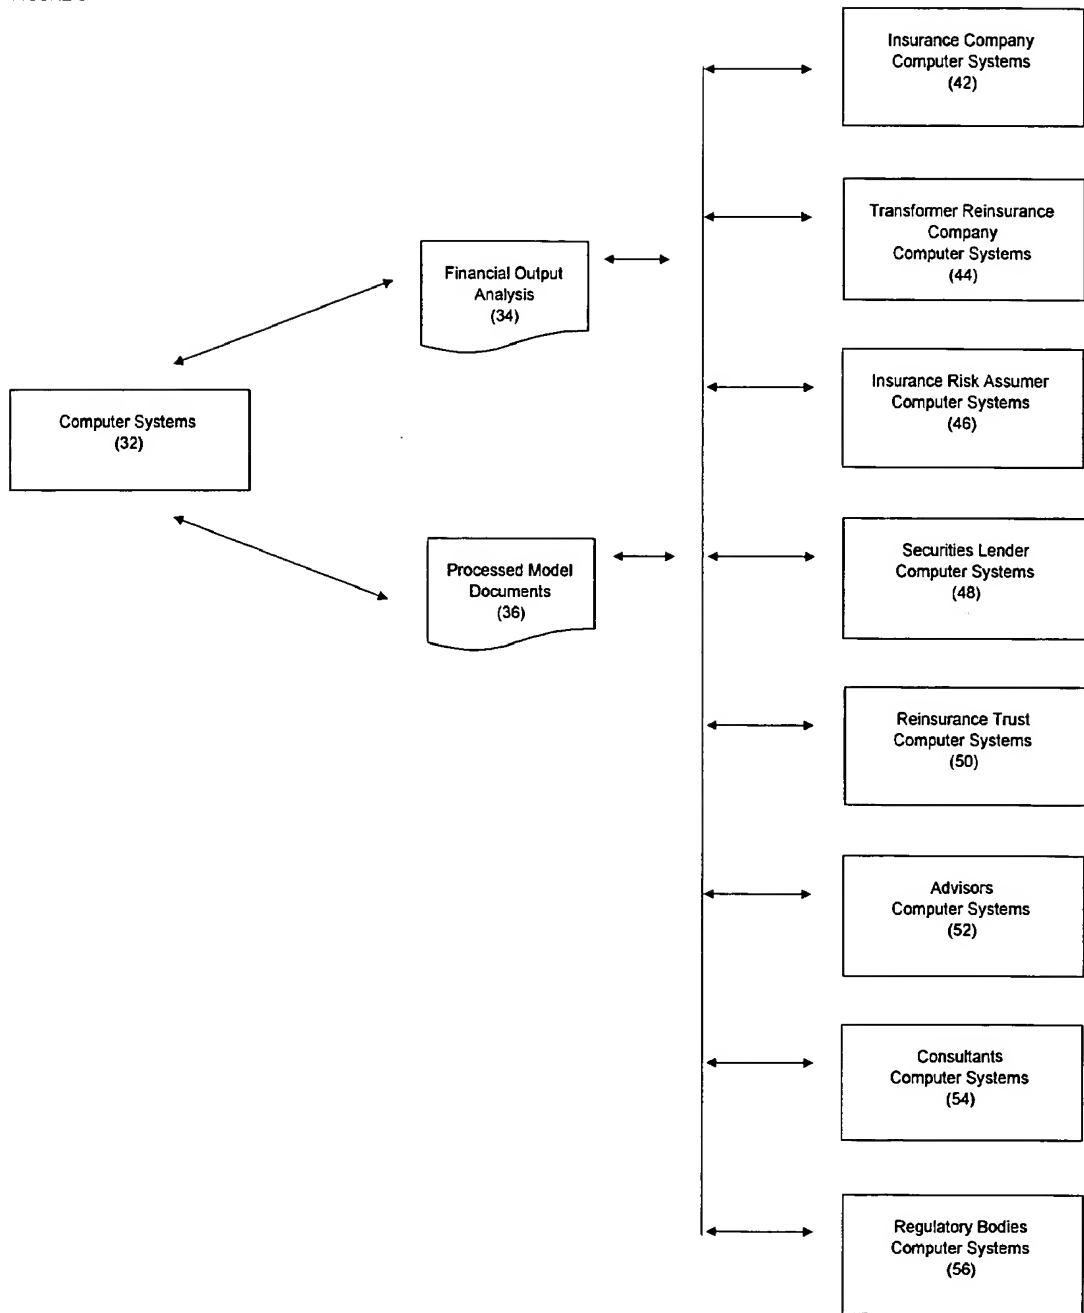 Insurance Company
Computer Systems
(42)
Transformer Reinsurance
Company
Computer Systems
(44)
Financial Output
Analysis
(34)
Insurance Risk Assumer
Computer Systems
(46)
Computer Systems
(32)
Securities Lender
Computer Systems
(48)
Processed Model
Documents
(36)
Reinsurance Trust
Computer Systems
(50)
Advisors
Computer Systems
(52)
Consultants
Computer Systems
(54)
Regulatory Bodies
Computer Systems
(56)